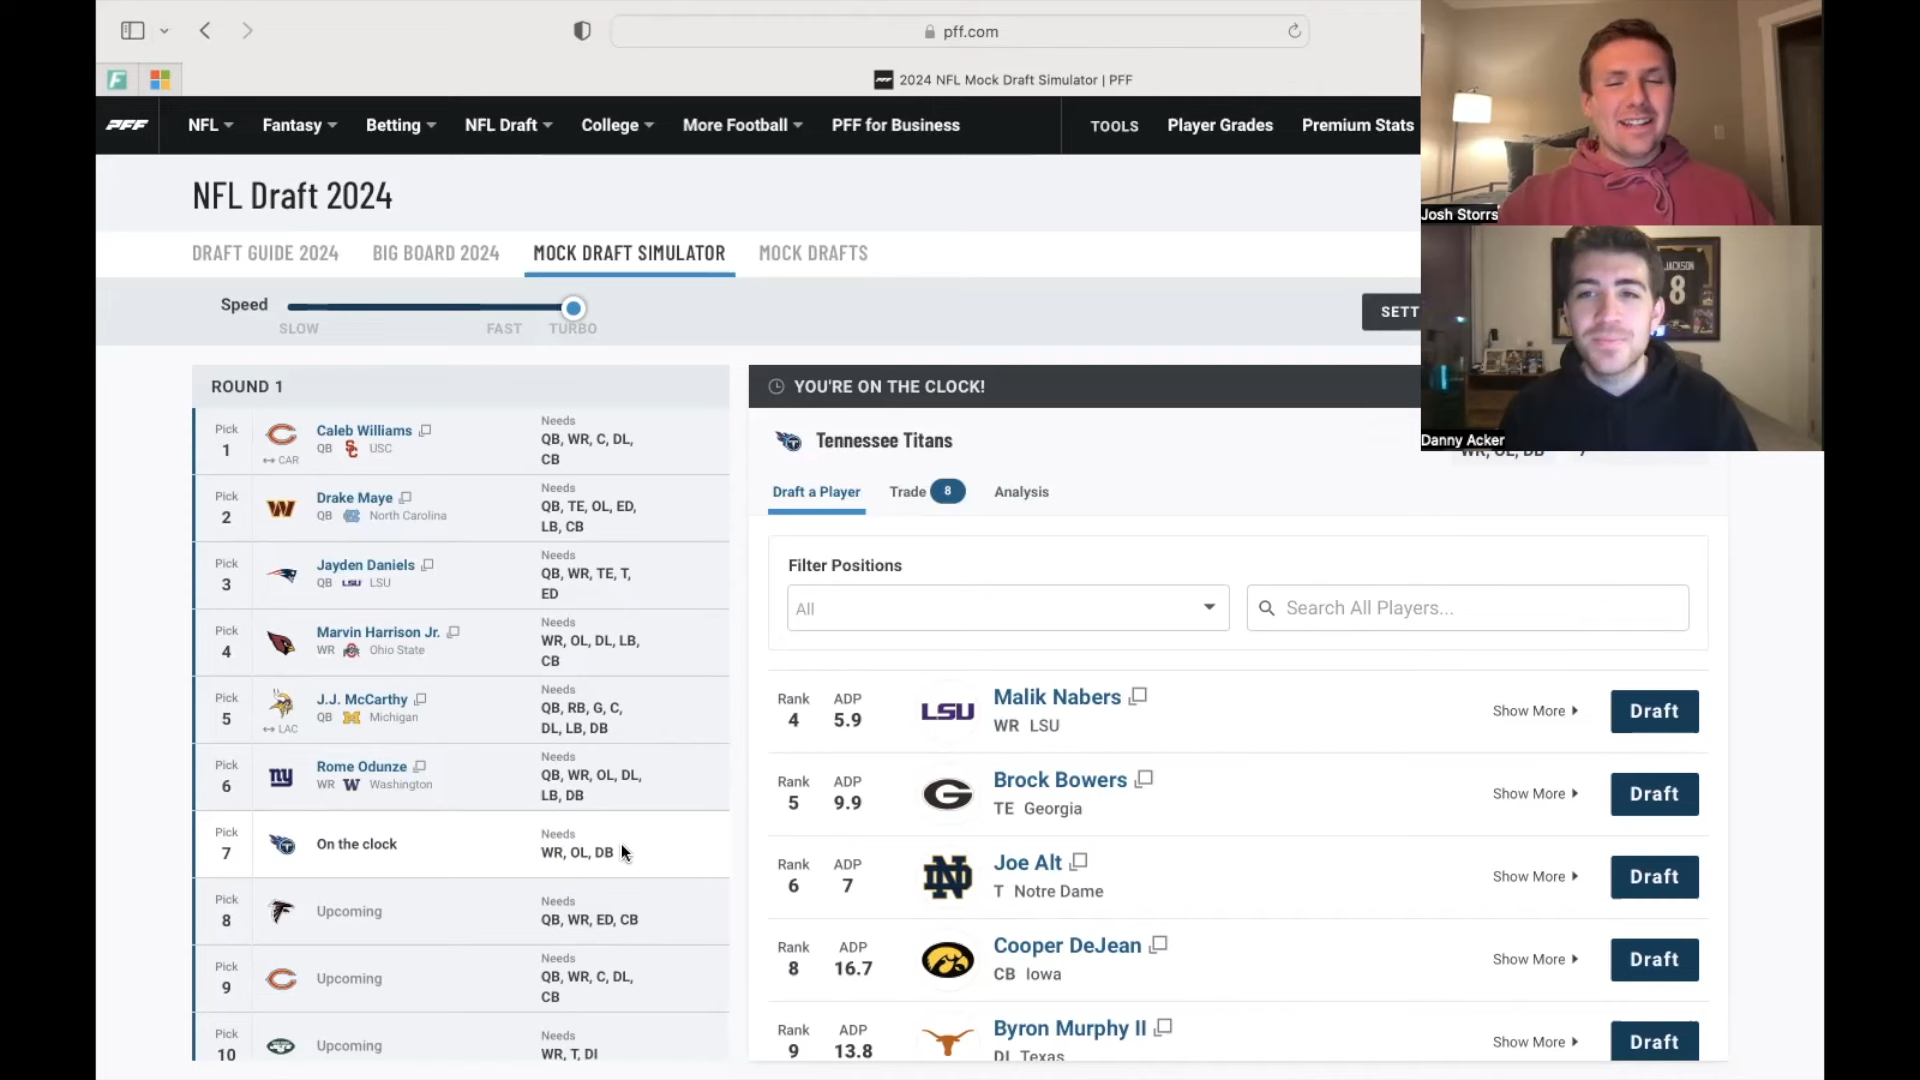 pff.com
2024 NFL Mock Draft Simulator | PFF
PFF NFL Fantasy Betting NFL Draft College More Football PFF for Business TOOLS Player Grades Premium Stats
NFL Draft 2024
DRAFT GUIDE 2024 BIG BOARD 2024 MOCK DRAFT SIMULATOR MOCK DRAFTS
Speed
SLOW FAST TURBO
SETT
Josh Storrs
JACKSON
8
Danny Acker
ROUND 1
Pick 1 CAR Caleb Williams QB SC USC Needs QB, WR, C, DL, CB
Pick 2 W Drake Maye QB North Carolina Needs QB, TE, OL, ED, LB, CB
Pick 3 Jayden Daniels QB LSU LSU Needs QB, WR, TE, T, ED
Pick 4 Marvin Harrison Jr. WR Ohio State Needs WR, OL, DL, LB, CB
Pick 5 LAC J.J. McCarthy QB M Michigan Needs QB, RB, G, C, DL, LB, DB
Pick 6 ny Rome Odunze WR W Washington Needs QB, WR, OL, DL, LB, DB
Pick 7 On the clock Needs WR, OL, DB
Pick 8 Upcoming Needs QB, WR, ED, CB
Pick 9 Upcoming Needs QB, WR, C, DL, CB
Pick 10 Upcoming Needs WR, T, DI
YOU'RE ON THE CLOCK!
Tennessee Titans
WR, OL, DB
Draft a Player Trade 8 Analysis
Filter Positions
All Search All Players...
Rank 4 ADP 5.9 LSU Malik Nabers WR LSU Show More Draft
Rank 5 ADP 9.9 G Brock Bowers TE Georgia Show More Draft
Rank 6 ADP 7 ND Joe Alt T Notre Dame Show More Draft
Rank 8 ADP 16.7 Cooper DeJean CB Iowa Show More Draft
Rank 9 ADP 13.8 Byron Murphy II DI Texas Show More Draft